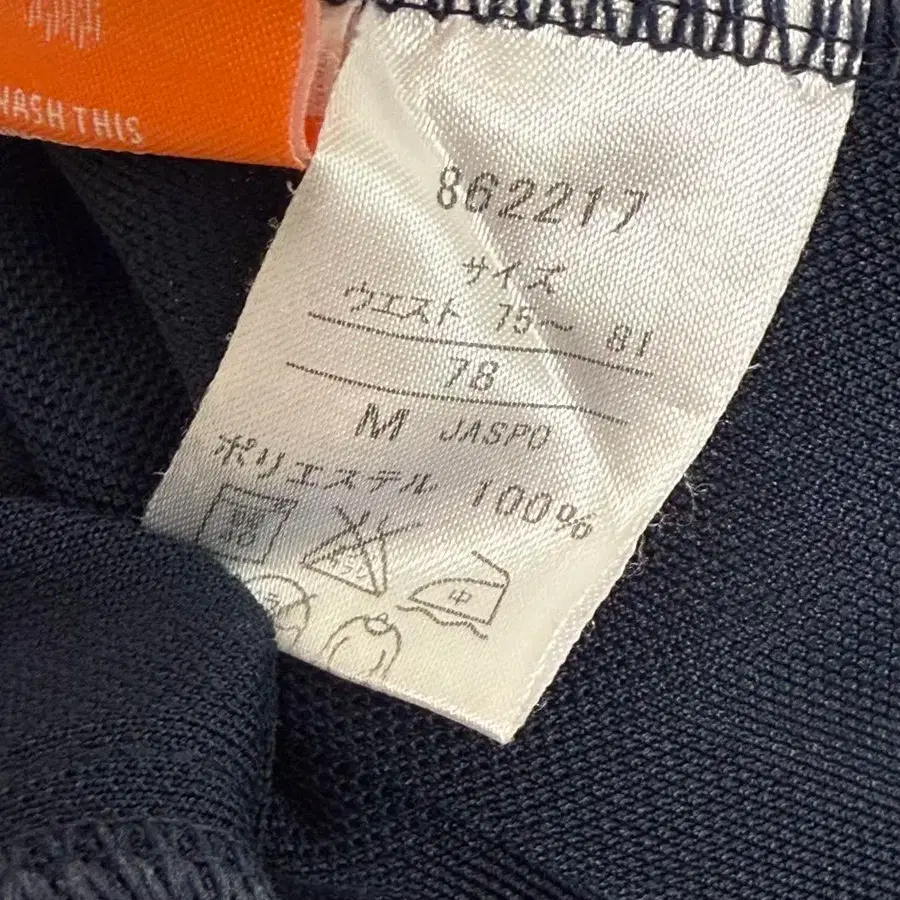 WASH THIS
862217
サイズ
ウエスト 75〜 81
78
M JASPO
ポリエステル 100%
中